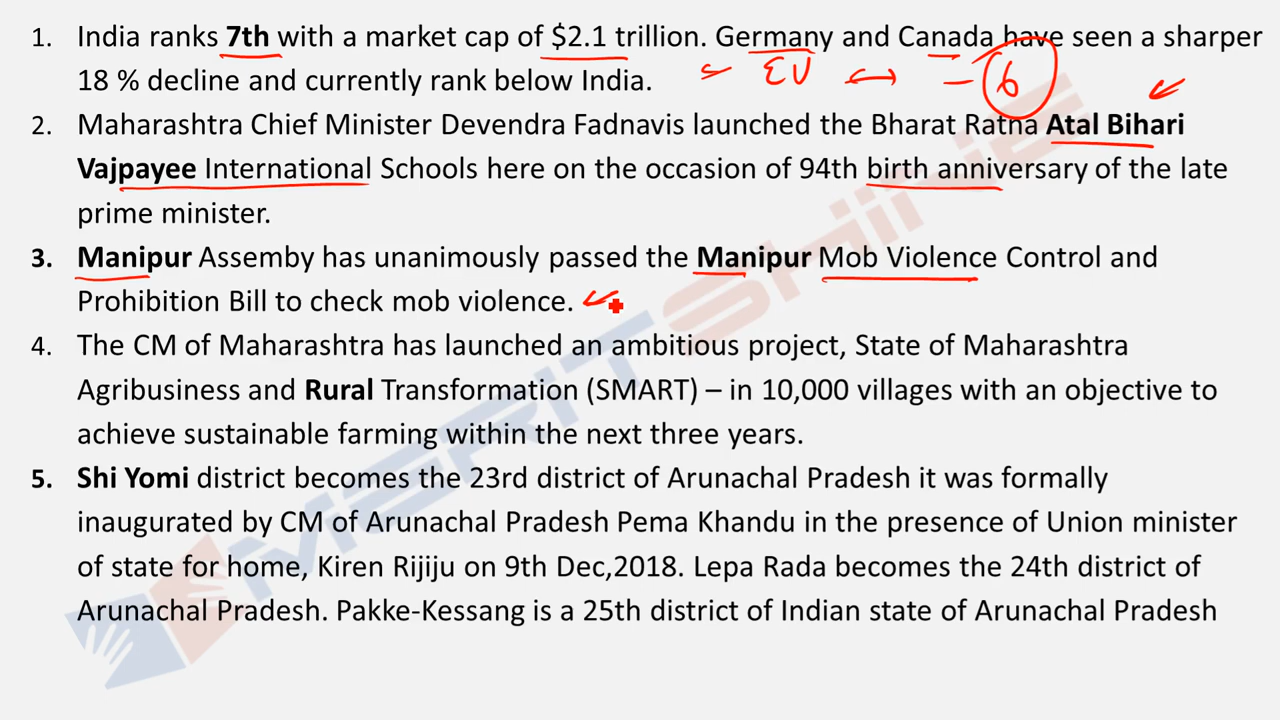 1. India ranks 7th with a market cap of $2.1 trillion. Germany and Canada have seen a sharper
EU 6
18 % decline and currently rank below India.
2. Maharashtra Chief Minister Devendra Fadnavis launched the Bharat Ratna Atal Bihari
Vajpayee International Schools here on the occasion of 94th birth anniversary of the late
prime minister.
3. Manipur Assemby has unanimously passed the Manipur Mob Violence Control and
Prohibition Bill to check mob violence.
4. The CM of Maharashtra has launched an ambitious project, State of Maharashtra
Agribusiness and Rural Transformation (SMART) – in 10,000 villages with an objective to
achieve sustainable farming within the next three years.
5. Shi Yomi district becomes the 23rd district of Arunachal Pradesh it was formally
inaugurated by CM of Arunachal Pradesh Pema Khandu in the presence of Union minister
of state for home, Kiren Rijiju on 9th Dec,2018. Lepa Rada becomes the 24th district of
Arunachal Pradesh. Pakke-Kessang is a 25th district of Indian state of Arunachal Pradesh
MERITSHINE